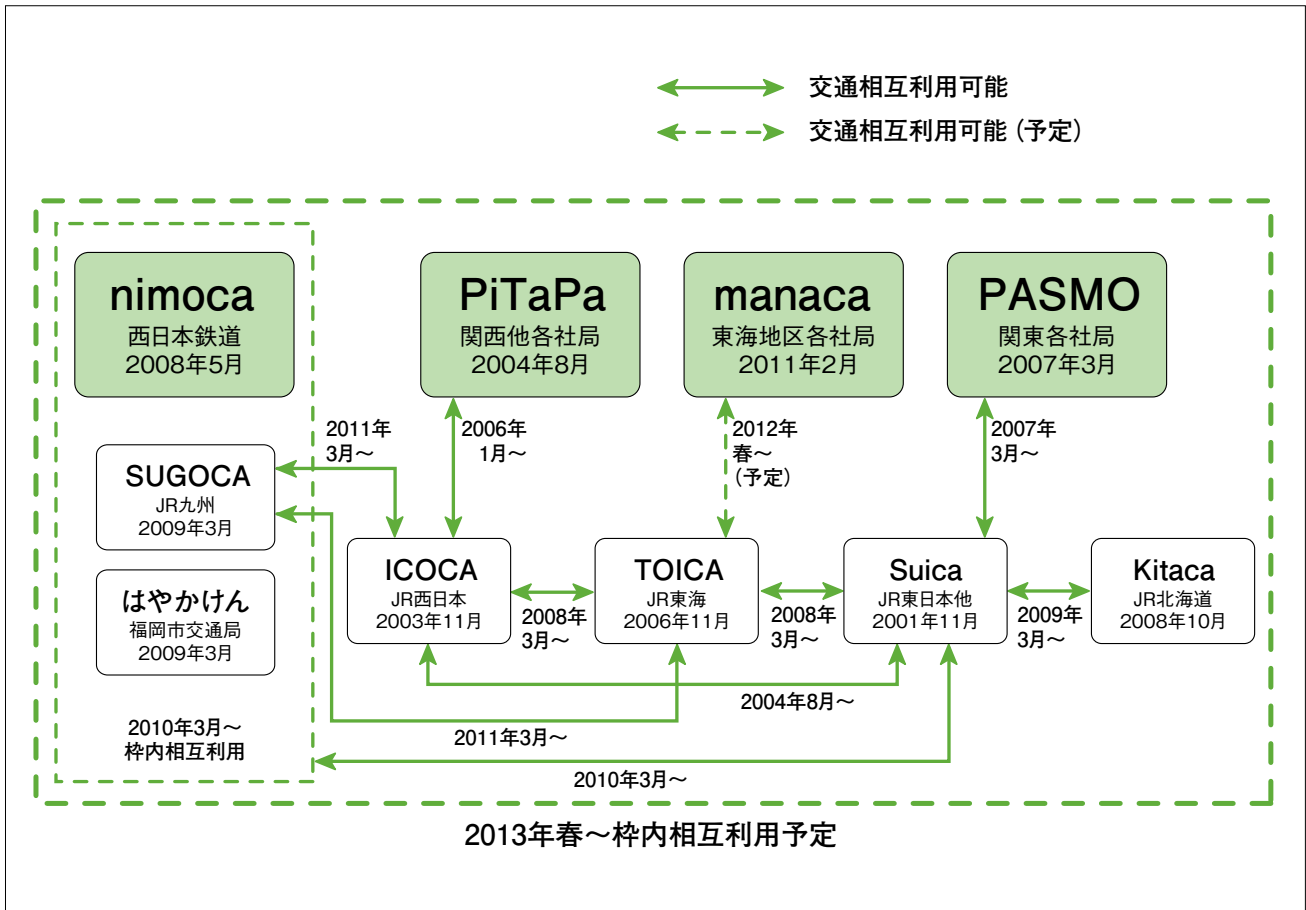 交通相互利用可能
交通相互利用可能（予定）
nimoca
西日本鉄道
2008年5月
PiTaPa
関西他各社局
2004年8月
manaca
東海地区各社局
2011年2月
PASMO
関東各社局
2007年3月
2011年
3月〜
2006年
1月〜
2012年
春〜
（予定）
2007年
3月〜
SUGOCA
JR九州
2009年3月
はやかけん
福岡市交通局
2009年3月
ICOCA
JR西日本
2003年11月
2008年
3月〜
TOICA
JR東海
2006年11月
2008年
3月〜
Suica
JR東日本他
2001年11月
2009年
3月〜
Kitaca
JR北海道
2008年10月
2010年3月〜
枠内相互利用
2004年8月〜
2011年3月〜
2010年3月〜
2013年春〜枠内相互利用予定